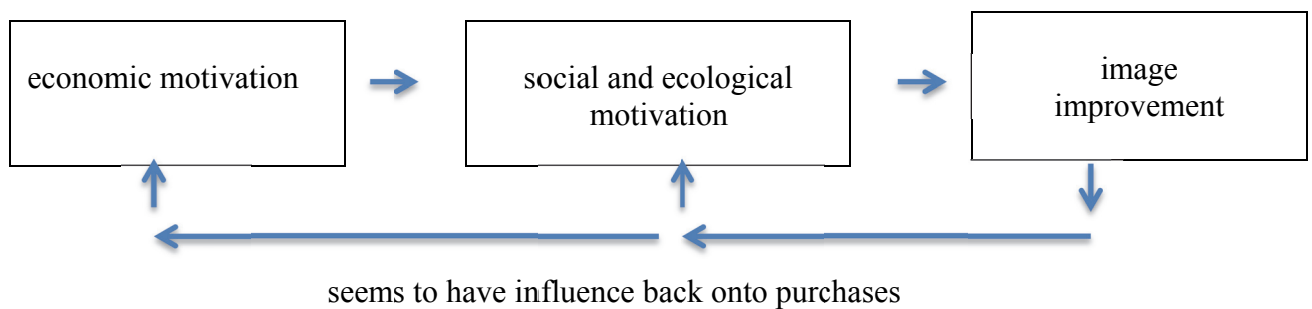 economic motivation
social and ecological
motivation
image
improvement
seems to have influence back onto purchases